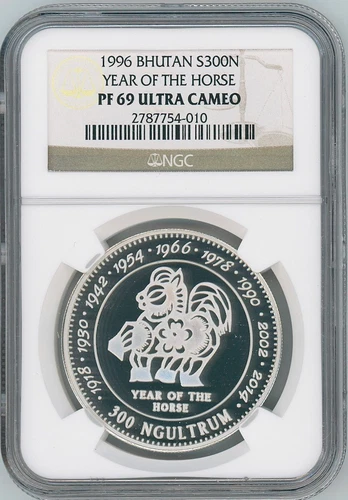 1996 BHUTAN S300N
YEAR OF THE HORSE
PF 69 ULTRA CAMEO
2787754-010
NGC
·1918·1930·1942·1954·1966·1978·1990·2002·2014·
YEAR OF THE
HORSE
300 NGULTRUM